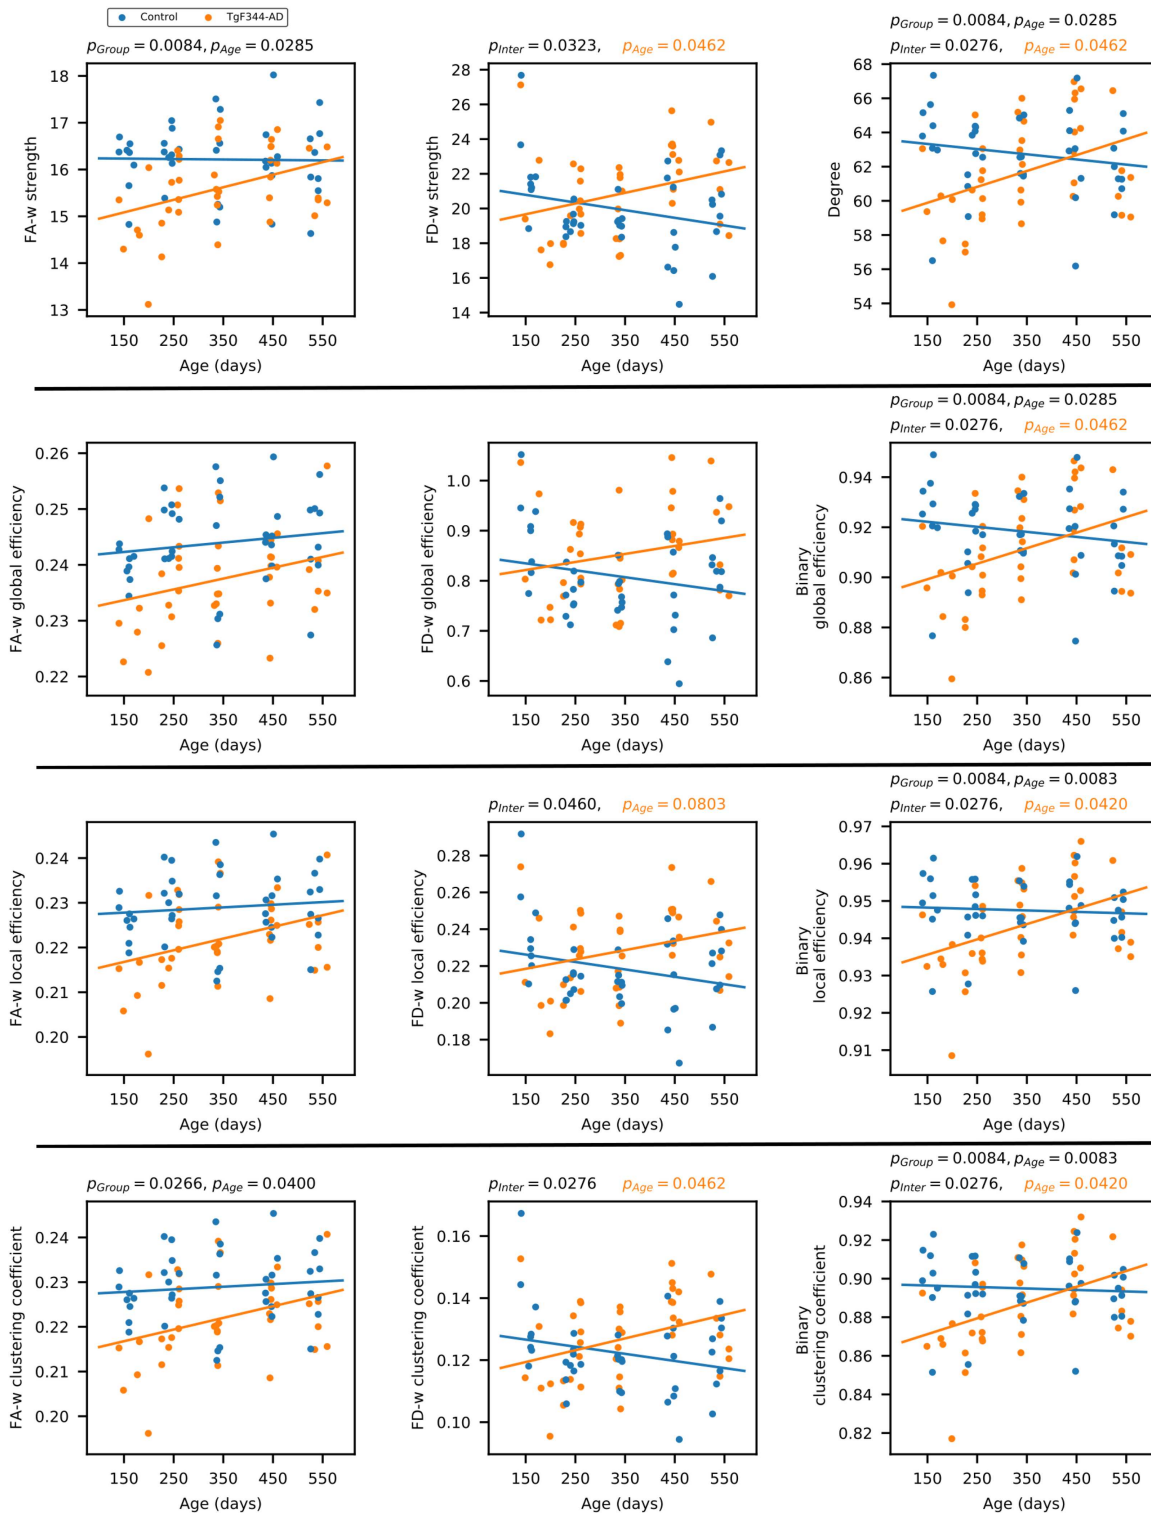 Control TgF344-AD
p_Group = 0.0084, p_Age = 0.0285
FA-w strength
18
17
16
15
14
13
150 250 350 450 550
Age (days)
p_Inter = 0.0323, p_Age = 0.0462
FD-w strength
28
26
24
22
20
18
16
14
150 250 350 450 550
Age (days)
p_Group = 0.0084, p_Age = 0.0285
p_Inter = 0.0276, p_Age = 0.0462
Degree
68
66
64
62
60
58
56
54
150 250 350 450 550
Age (days)
FA-w global efficiency
0.26
0.25
0.24
0.23
0.22
150 250 350 450 550
Age (days)
FD-w global efficiency
1.0
0.9
0.8
0.7
0.6
150 250 350 450 550
Age (days)
p_Group = 0.0084, p_Age = 0.0285
p_Inter = 0.0276, p_Age = 0.0462
Binary
global efficiency
0.94
0.92
0.90
0.88
0.86
150 250 350 450 550
Age (days)
FA-w local efficiency
0.24
0.23
0.22
0.21
0.20
150 250 350 450 550
Age (days)
p_Inter = 0.0460, p_Age = 0.0803
FD-w local efficiency
0.28
0.26
0.24
0.22
0.20
0.18
150 250 350 450 550
Age (days)
p_Group = 0.0084, p_Age = 0.0083
p_Inter = 0.0276, p_Age = 0.0420
Binary
local efficiency
0.97
0.96
0.95
0.94
0.93
0.92
0.91
150 250 350 450 550
Age (days)
p_Group = 0.0266, p_Age = 0.0400
FA-w clustering coefficient
0.24
0.23
0.22
0.21
0.20
150 250 350 450 550
Age (days)
p_Inter = 0.0276 p_Age = 0.0462
FD-w clustering coefficient
0.16
0.14
0.12
0.10
150 250 350 450 550
Age (days)
p_Group = 0.0084, p_Age = 0.0083
p_Inter = 0.0276, p_Age = 0.0420
Binary
clustering coefficient
0.94
0.92
0.90
0.88
0.86
0.84
0.82
150 250 350 450 550
Age (days)